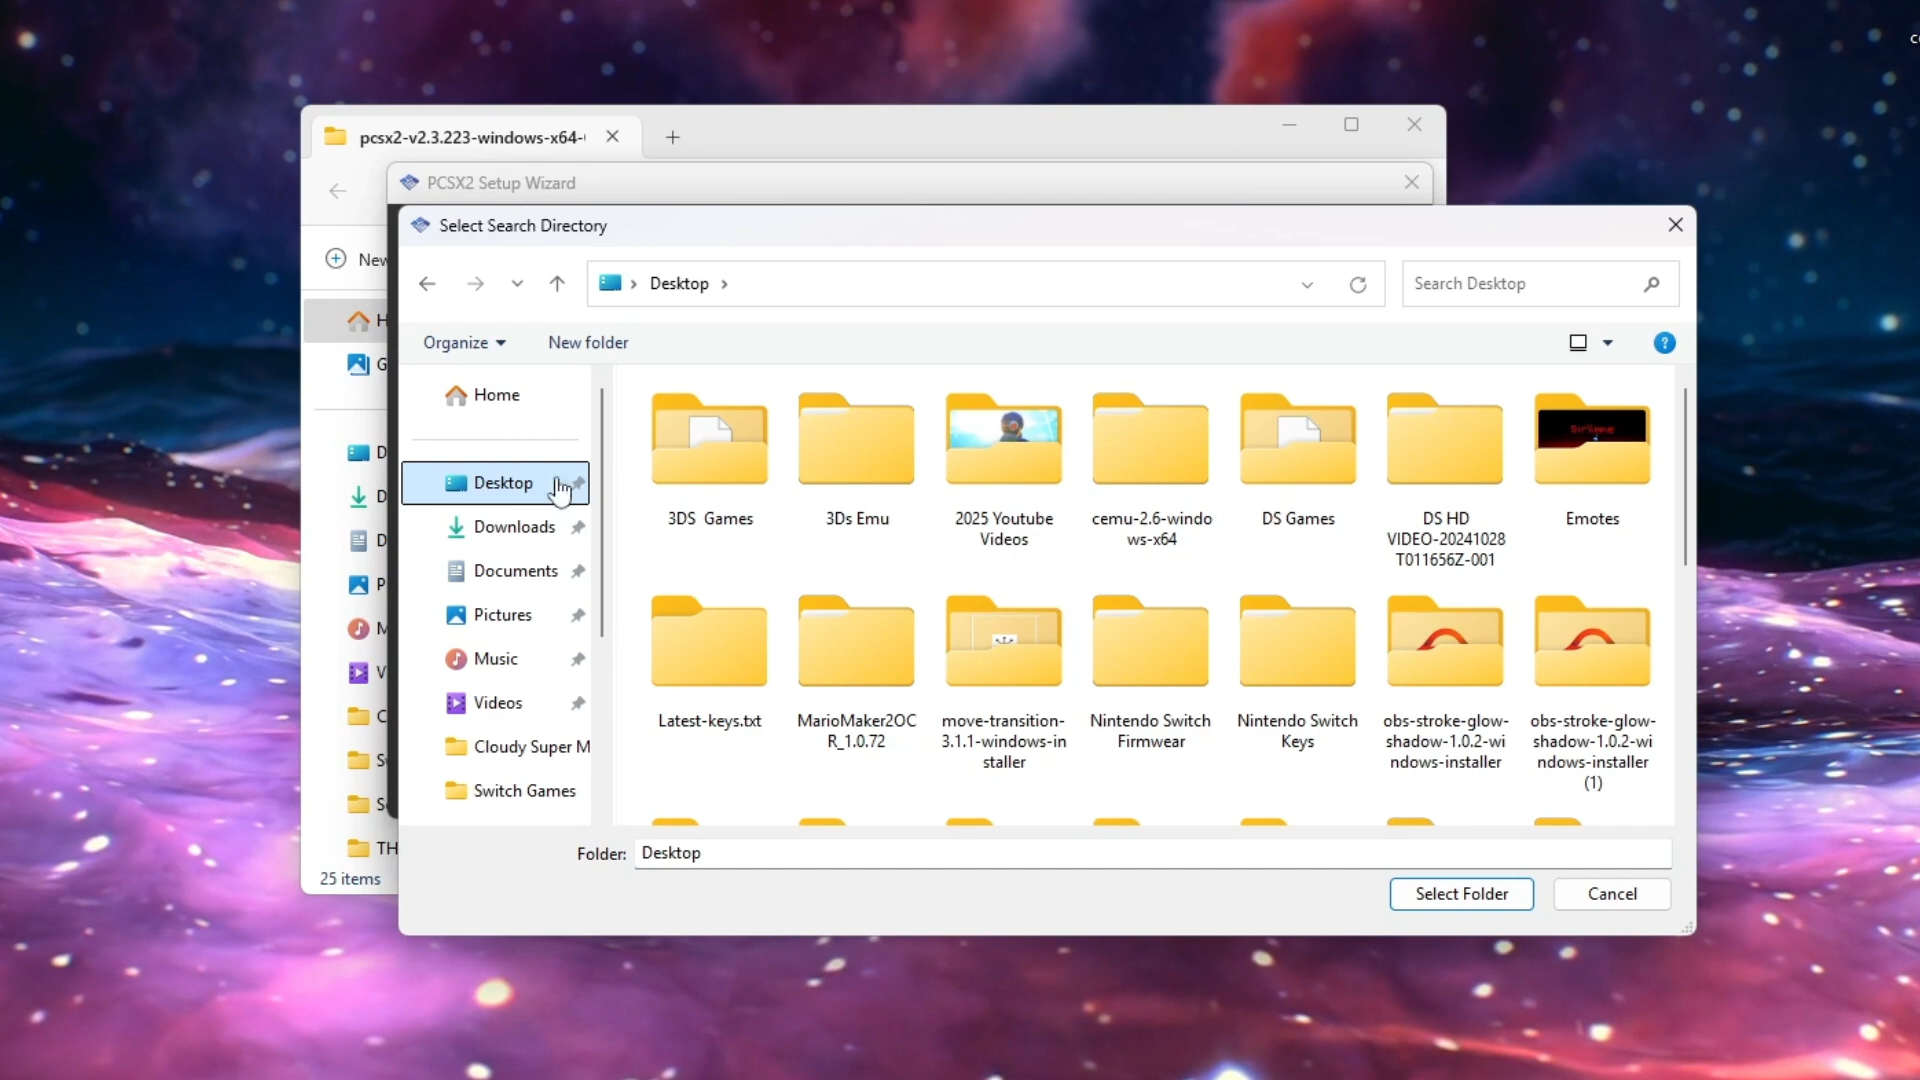 pcsx2-v2.3.223-windows-x64-
PCSX2 Setup Wizard
Select Search Directory
New
Desktop
Search Desktop
Organize
New folder
Home
Desktop
Downloads
Documents
Pictures
Music
Videos
Cloudy Super M
Switch Games
3DS  Games
3Ds Emu
2025 Youtube
Videos
cemu-2.6-windo
ws-x64
DS Games
DS HD
VIDEO-20241028
T011656Z-001
Emotes
Latest-keys.txt
MarioMaker2OC
R_1.0.72
move-transition-
3.1.1-windows-in
staller
Nintendo Switch
Firmwear
Nintendo Switch
Keys
obs-stroke-glow-
shadow-1.0.2-wi
ndows-installer
obs-stroke-glow-
shadow-1.0.2-wi
ndows-installer
(1)
H
G
D
D
D
P
M
V
C
S
TH
25 items
Folder:
Desktop
Select Folder
Cancel